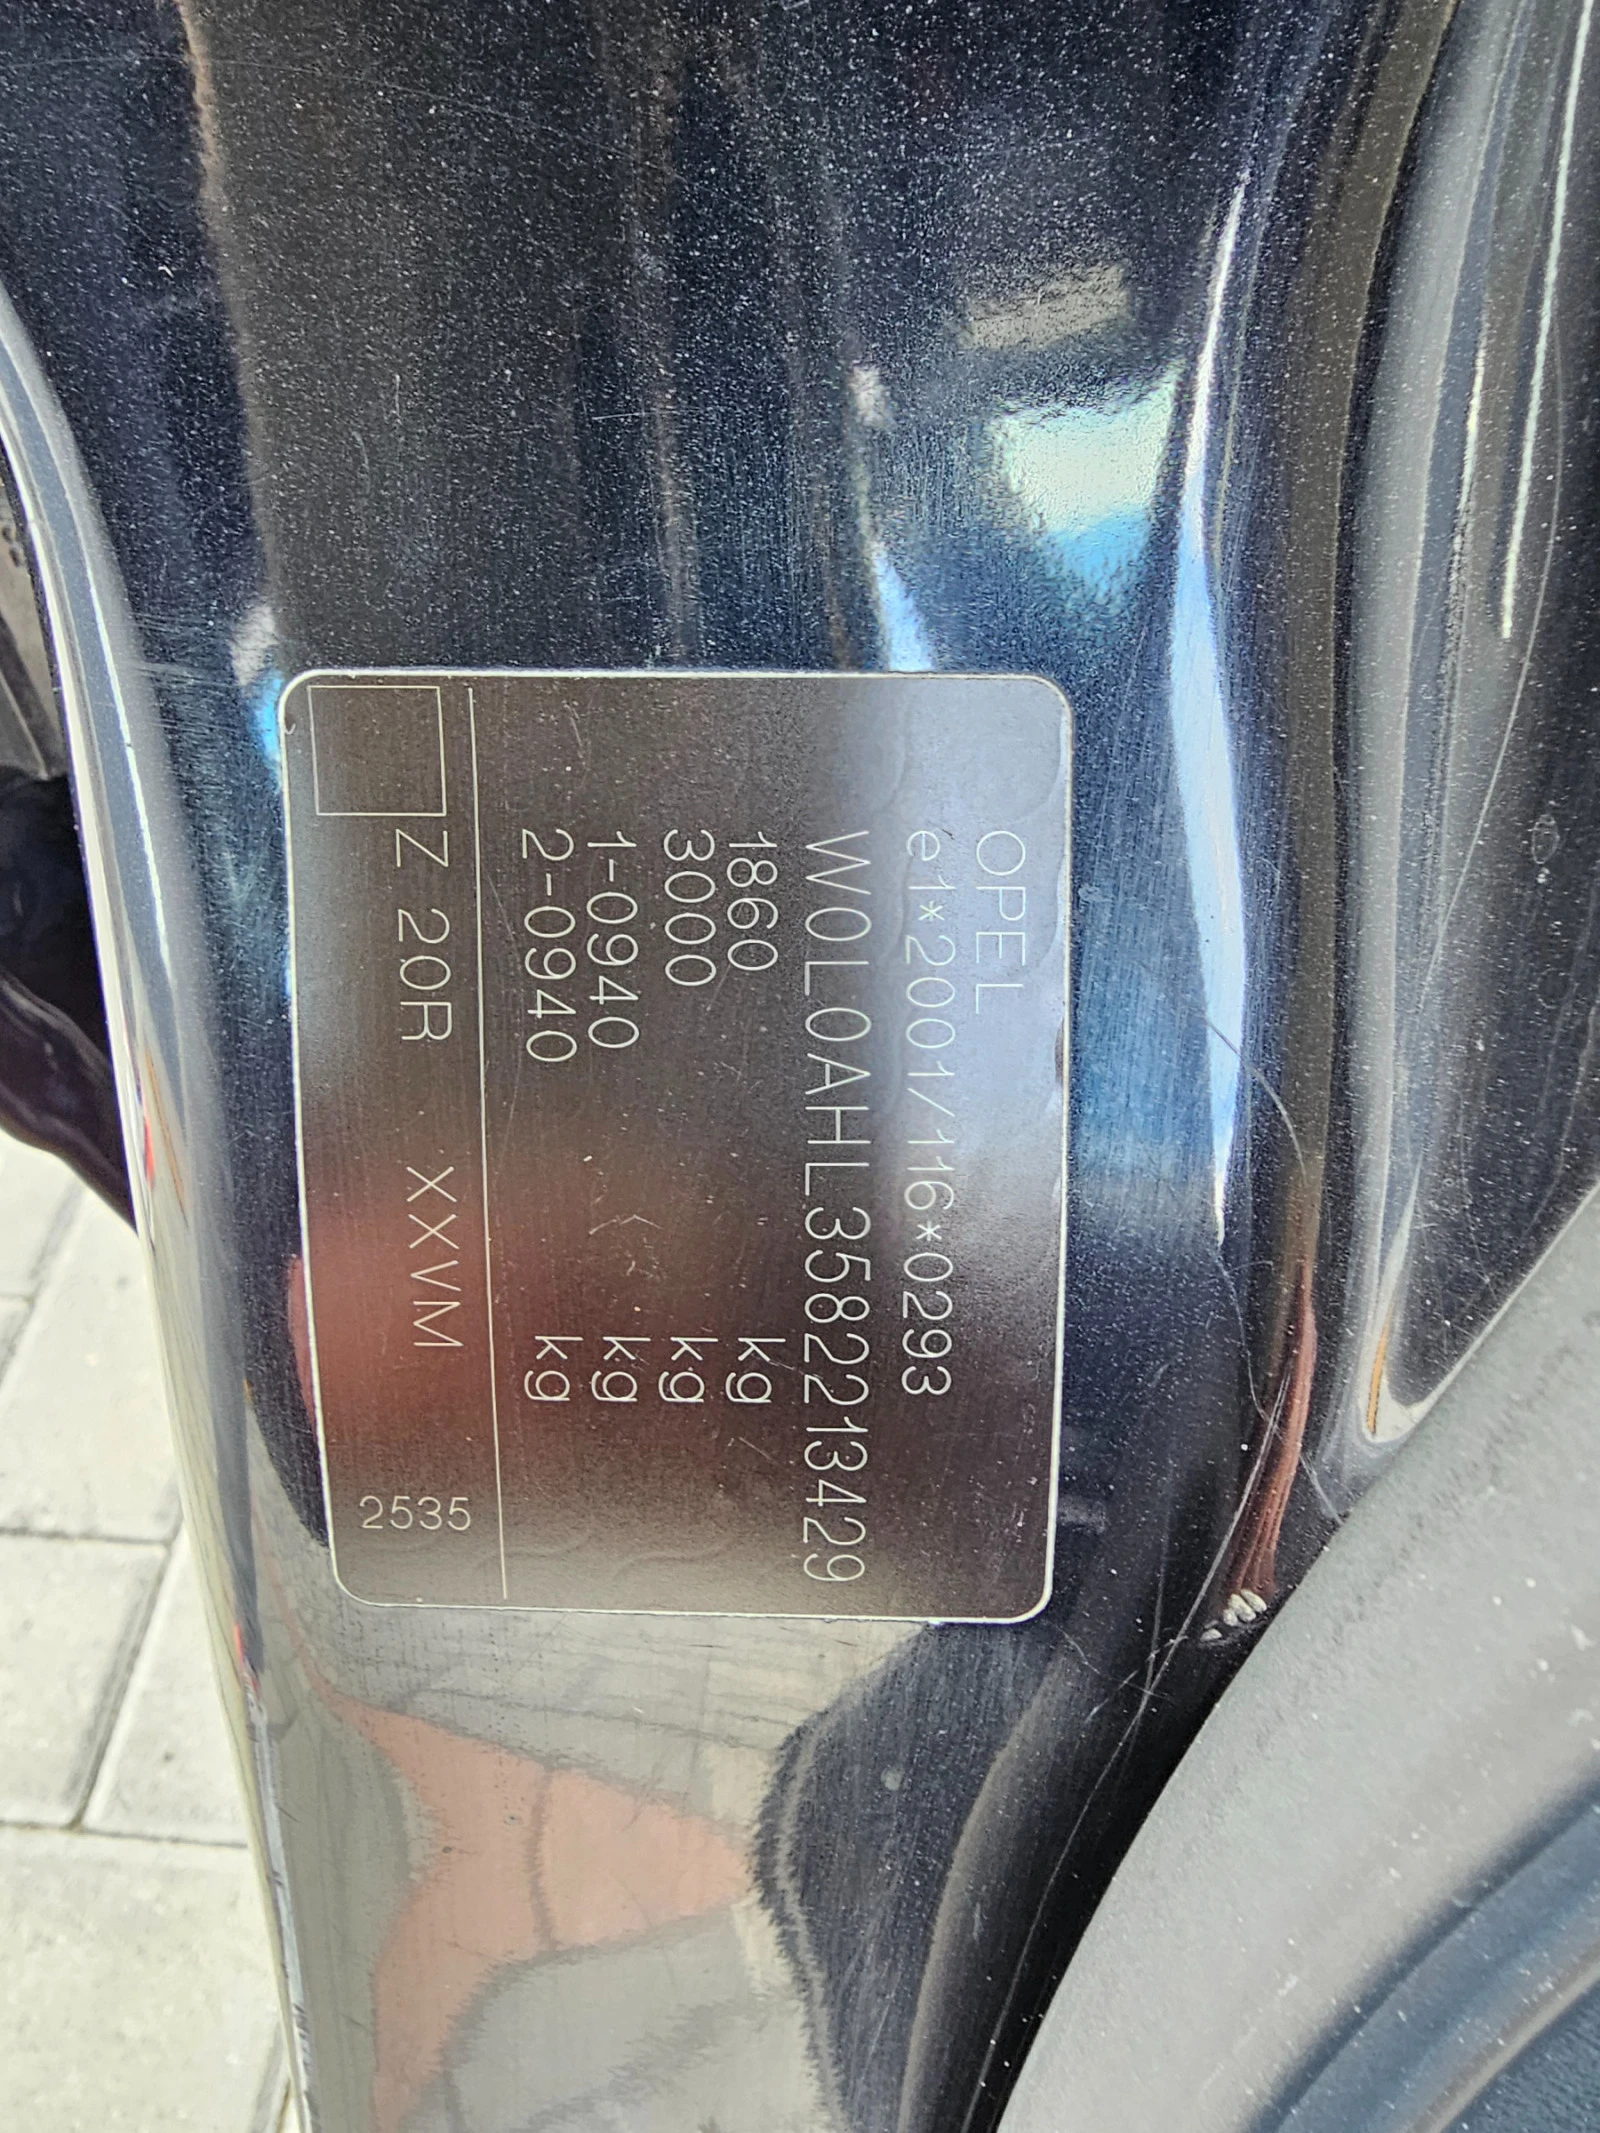 OPEL
e1*2001/116*0293
W0L0AHL3582213429
1860 kg
3000 kg
1-0940 kg
2-0940 kg
Z 20R XXVM
2535